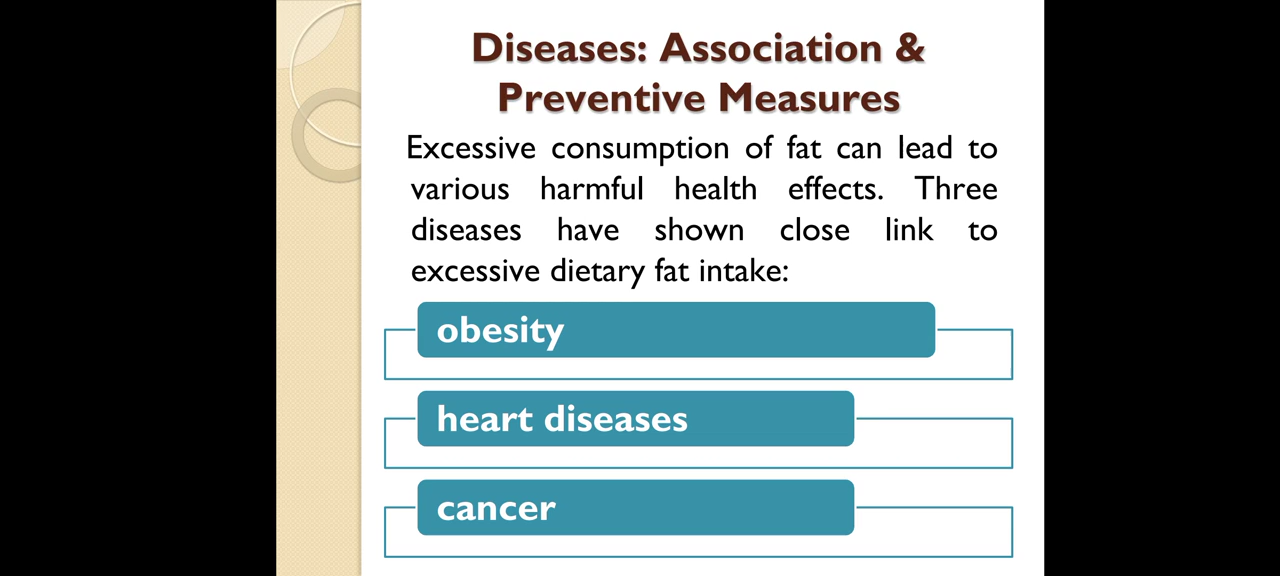 Diseases: Association &
Preventive Measures
Excessive consumption of fat can lead to
various harmful health effects. Three
diseases have shown close link to
excessive dietary fat intake:
obesity
heart diseases
cancer